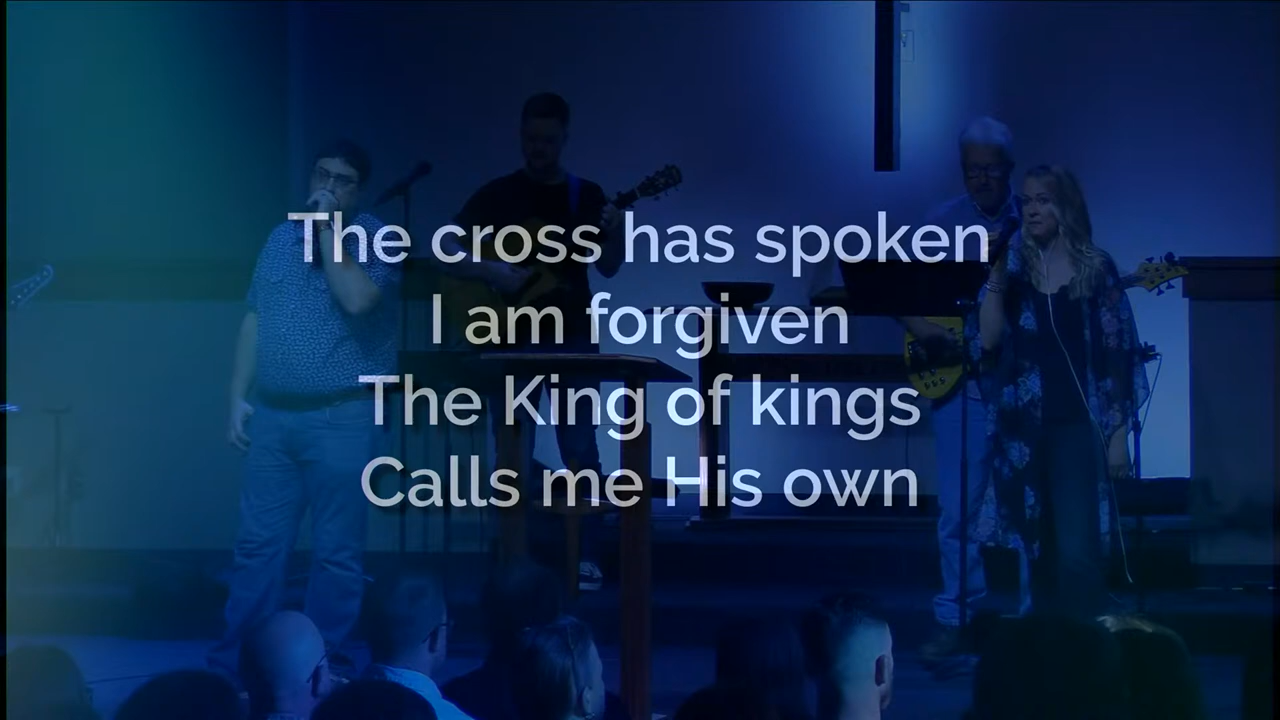 The cross has spoken
I am forgiven
The King of kings
Calls me His own